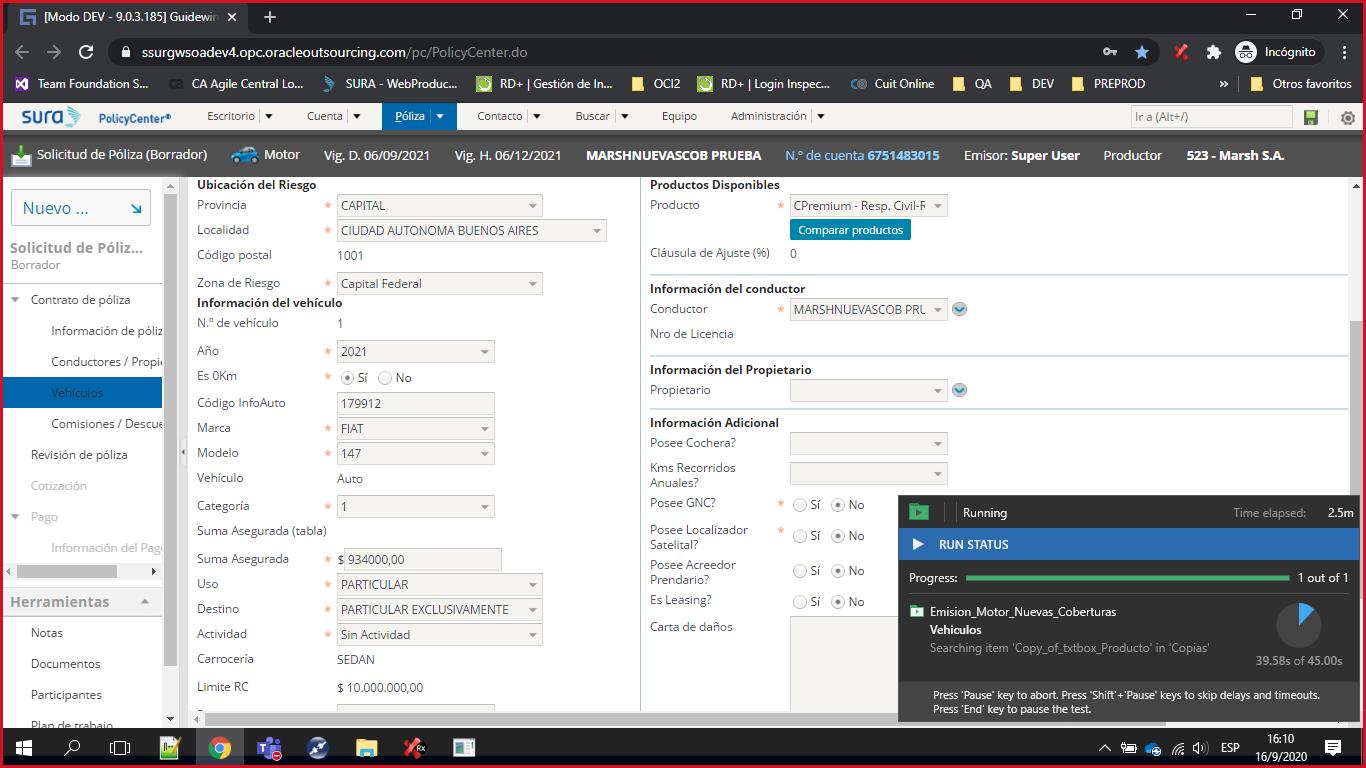 [Modo DEV - 9.0.3.185] Guidewir
ssurgwsoadev4.opc.oracleoutsourcing.com/pc/PolicyCenter.do
Incógnito
Team Foundation S...
CA Agile Central Lo...
SURA - WebProduc...
RD+ | Gestión de In...
OCI2
RD+ | Login Inspec...
Cuit Online
QA
DEV
PREPROD
»
Otros favoritos
sura
PolicyCenter®
Escritorio
Cuenta
Póliza
Contacto
Buscar
Equipo
Administración
Ir a (Alt+/)
Solicitud de Póliza (Borrador)
Motor
Vig. D. 06/09/2021
Vig. H. 06/12/2021
MARSHNUEVASCOB PRUEBA
N.º de cuenta 6751483015
Emisor: Super User
Productor
523 - Marsh S.A.
Nuevo ...
Solicitud de Póliz...
Borrador
Contrato de póliza
Información de póliz
Conductores / Propie
Vehículos
Comisiones / Descue
Revisión de póliza
Cotización
Pago
Información del Pago
Herramientas
Notas
Documentos
Participantes
Plan de trabajo
Ubicación del Riesgo
Provincia * CAPITAL
Localidad * CIUDAD AUTONOMA BUENOS AIRES
Código postal 1001
Zona de Riesgo * Capital Federal
Información del vehículo
N.º de vehículo 1
Año * 2021
Es 0Km * Sí No
Código InfoAuto 179912
Marca * FIAT
Modelo * 147
Vehículo Auto
Categoría * 1
Suma Asegurada (tabla)
Suma Asegurada * $ 934000,00
Uso * PARTICULAR
Destino * PARTICULAR EXCLUSIVAMENTE
Actividad * Sin Actividad
Carrocería SEDAN
Limite RC $ 10.000.000,00
Productos Disponibles
Producto * CPremium - Resp. Civil-R
Comparar productos
Cláusula de Ajuste (%) 0
Información del conductor
Conductor * MARSHNUEVASCOB PRU
Nro de Licencia
Información del Propietario
Propietario *
Información Adicional
Posee Cochera?
Kms Recorridos
Anuales?
Posee GNC? * Sí No
Posee Localizador * Sí No
Satelital?
Posee Acreedor Sí No
Prendario?
Es Leasing? * Sí No
Carta de daños
Running
Time elapsed: 2.5m
RUN STATUS
Progress: 1 out of 1
Emision_Motor_Nuevas_Coberturas
Vehiculos
Searching item 'Copy_of_txtbox_Producto' in 'Copias'
39.58s of 45.00s
Press 'Pause' key to abort. Press 'Shift'+'Pause' keys to skip delays and timeouts.
Press 'End' key to pause the test.
Rx
ESP
16:10
16/9/2020